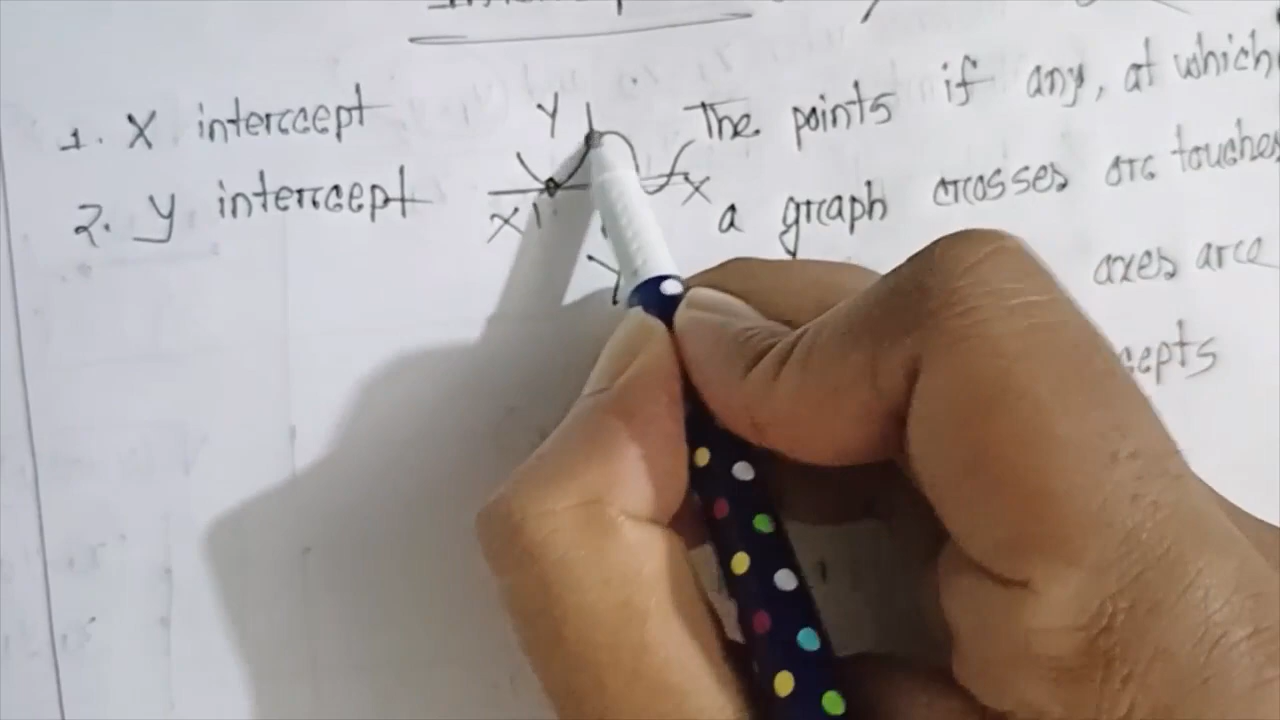 1. X intercept
2. y intercept
Y
X'
X
Y
The points if any, at which
a graph crosses or touches
axes are
cepts